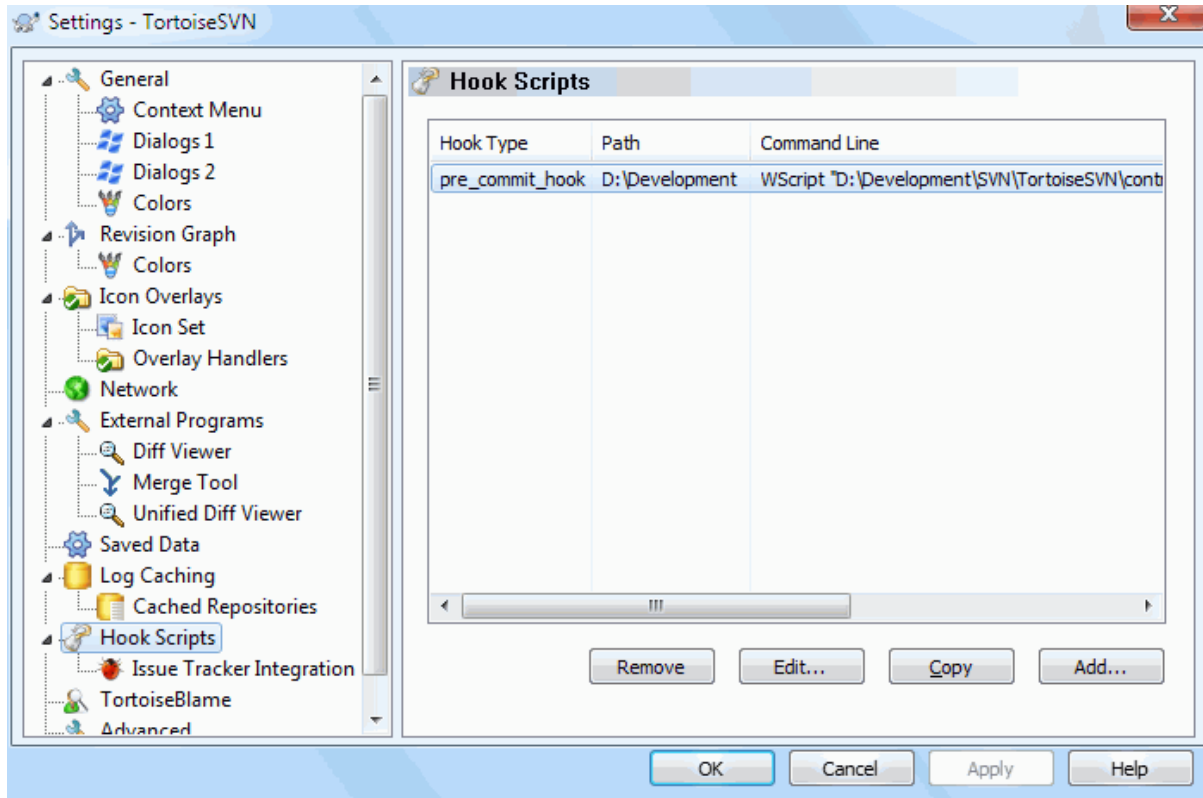 Settings - TortoiseSVN
General
Context Menu
Dialogs 1
Dialogs 2
Colors
Revision Graph
Colors
Icon Overlays
Icon Set
Overlay Handlers
Network
External Programs
Diff Viewer
Merge Tool
Unified Diff Viewer
Saved Data
Log Caching
Cached Repositories
Hook Scripts
Issue Tracker Integration
TortoiseBlame
Advanced
Hook Scripts
Hook Type Path Command Line
pre_commit_hook D:\Development WScript "D:\Development\SVN\TortoiseSVN\contr
Remove Edit... Copy Add...
OK Cancel Apply Help